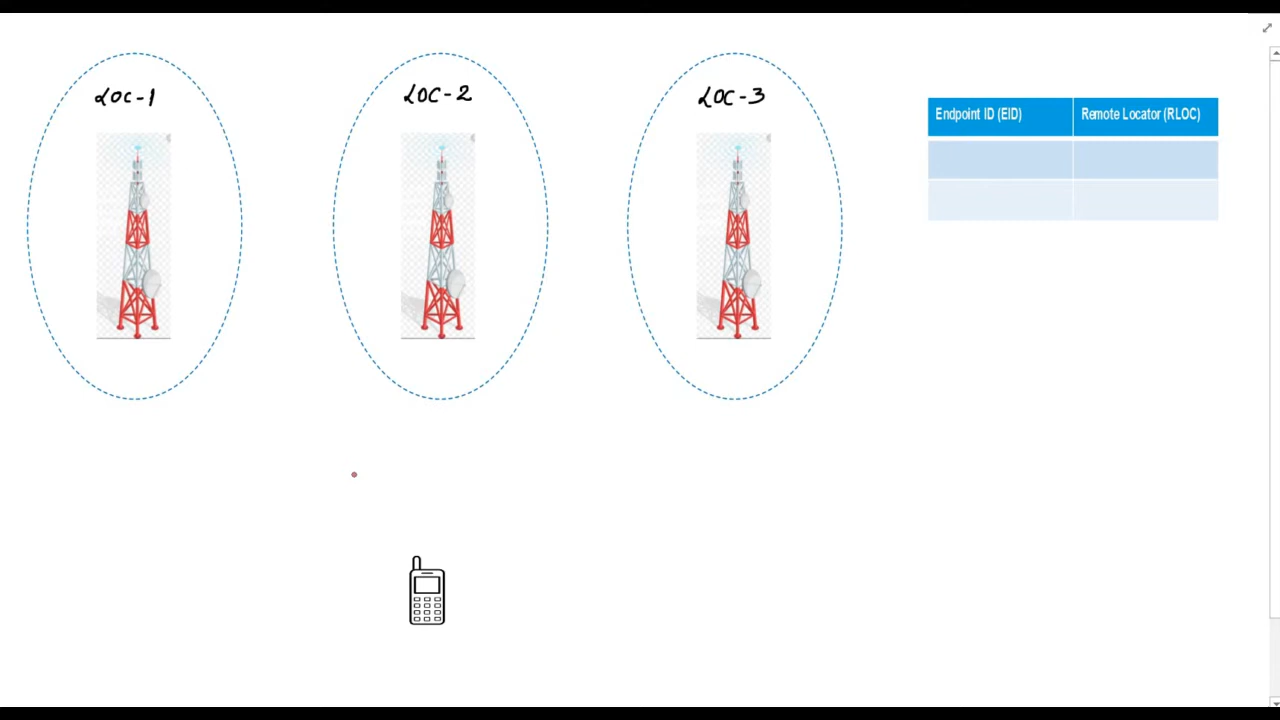 LOC-1
LOC-2
LOC-3
Endpoint ID (EID)
Remote Locator (RLOC)